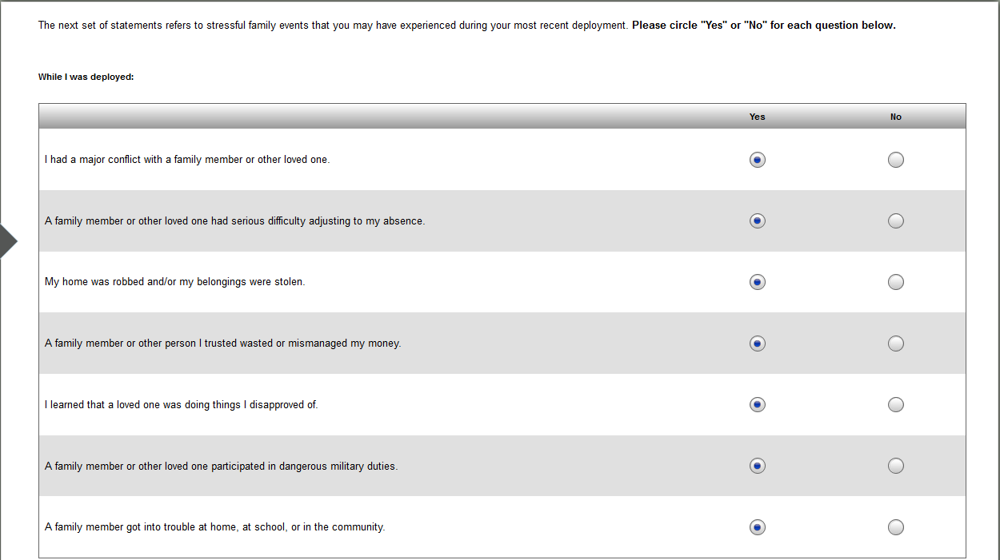 The next set of statements refers to stressful family events that you may have experienced during your most recent deployment. Please circle "Yes" or "No" for each question below.
While I was deployed:
Yes No
I had a major conflict with a family member or other loved one.
A family member or other loved one had serious difficulty adjusting to my absence.
My home was robbed and/or my belongings were stolen.
A family member or other person I trusted wasted or mismanaged my money.
I learned that a loved one was doing things I disapproved of.
A family member or other loved one participated in dangerous military duties.
A family member got into trouble at home, at school, or in the community.